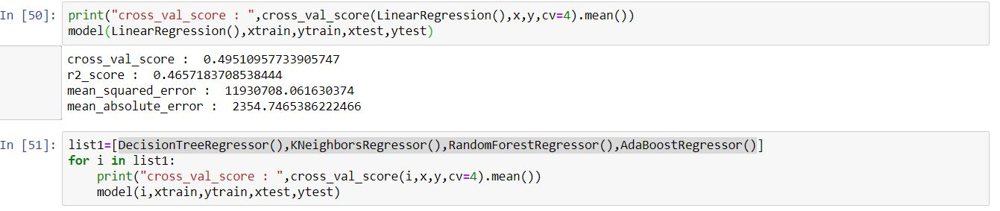 In [50]: print("cross_val_score : ",cross_val_score(LinearRegression(),x,y,cv=4).mean())
model(LinearRegression(),xtrain,ytrain,xtest,ytest)
cross_val_score :  0.49510957733905747
r2_score :  0.4657183708538444
mean_squared_error :  11930708.061630374
mean_absolute_error :  2354.7465386222466
In [51]: list1=[DecisionTreeRegressor(),KNeighborsRegressor(),RandomForestRegressor(),AdaBoostRegressor()]
for i in list1:
    print("cross_val_score : ",cross_val_score(i,x,y,cv=4).mean())
    model(i,xtrain,ytrain,xtest,ytest)